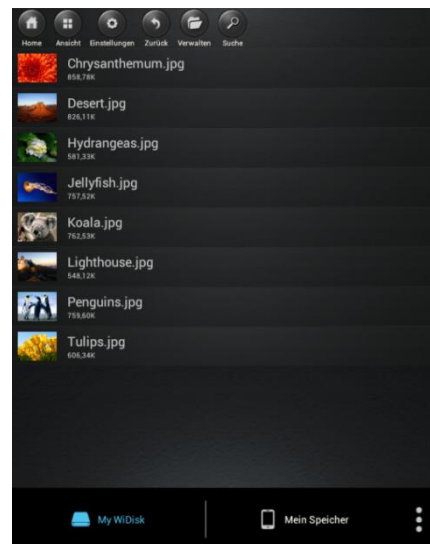 Home Ansicht Einstellungen Zurück Verwalten Suche
Chrysanthemum.jpg
858,78K
Desert.jpg
826,11K
Hydrangeas.jpg
581,33K
Jellyfish.jpg
757,52K
Koala.jpg
762,53K
Lighthouse.jpg
548,12K
Penguins.jpg
759,60K
Tulips.jpg
606,34K
My WiDisk Mein Speicher